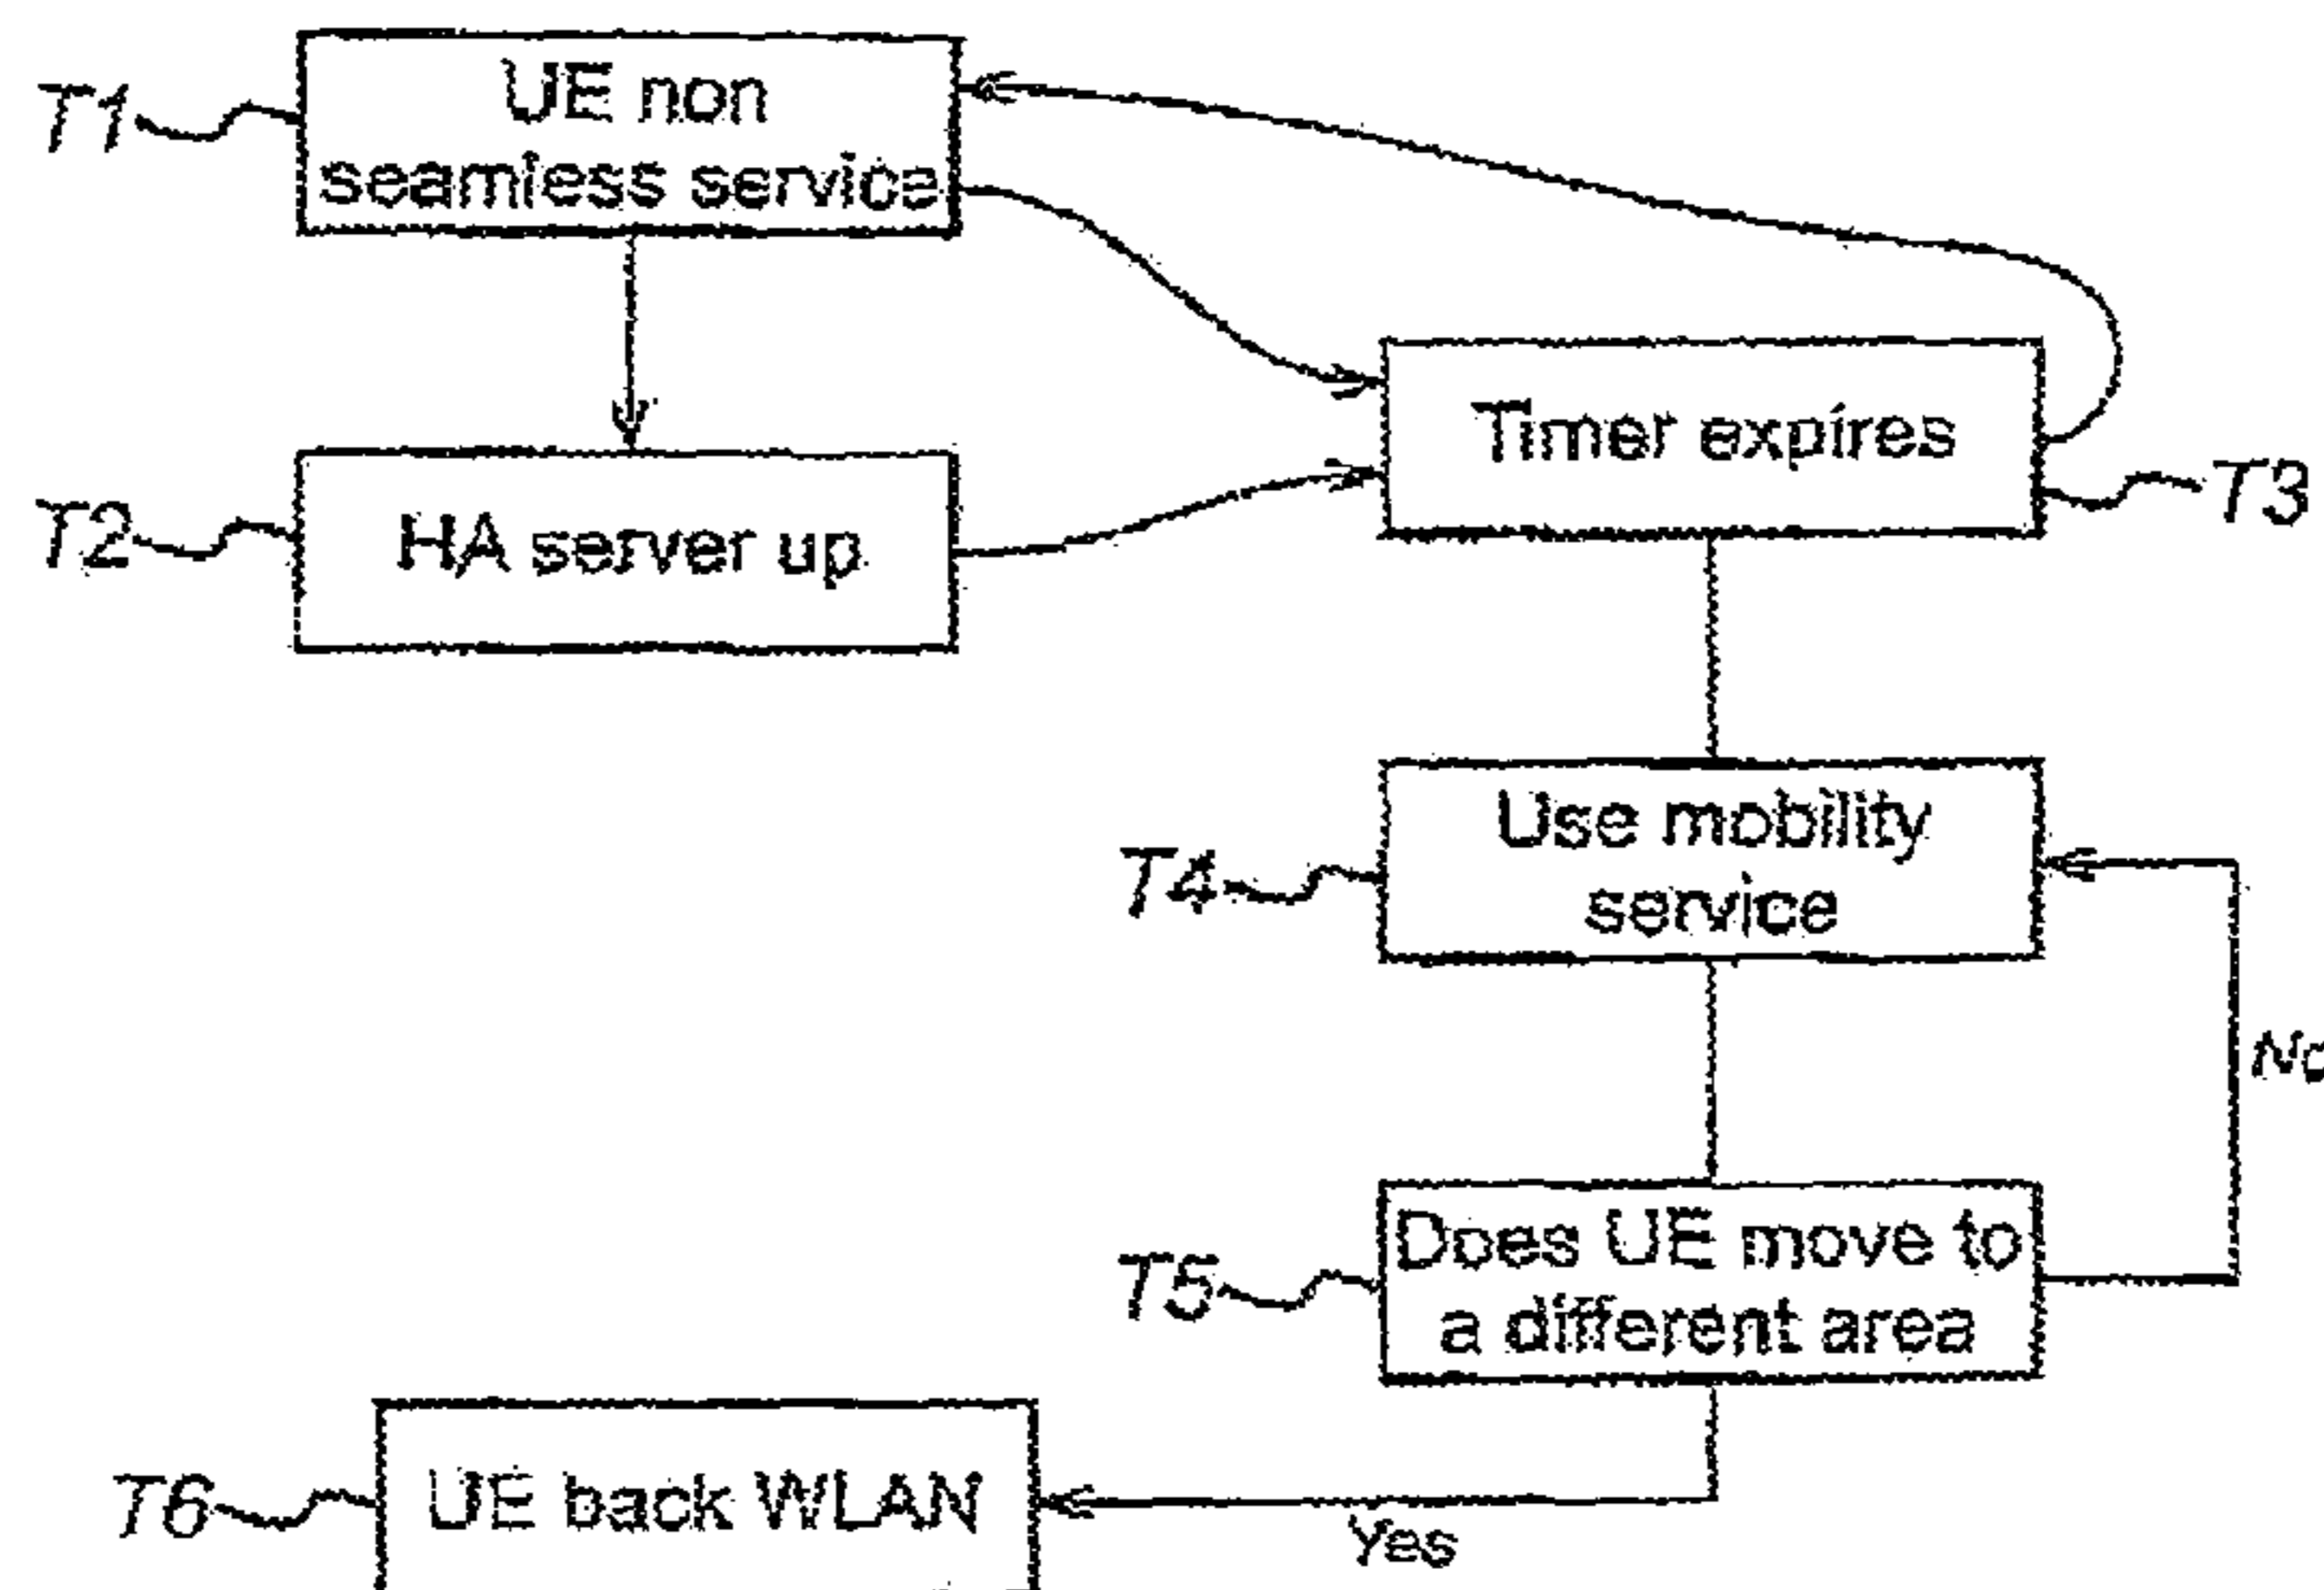 T1
UE non
seamless service
Timer expires
T3
T2
HA server up
Use mobility
service
T4
No
T5
Does UE move to
a different area
T6
UE back WLAN
Yes